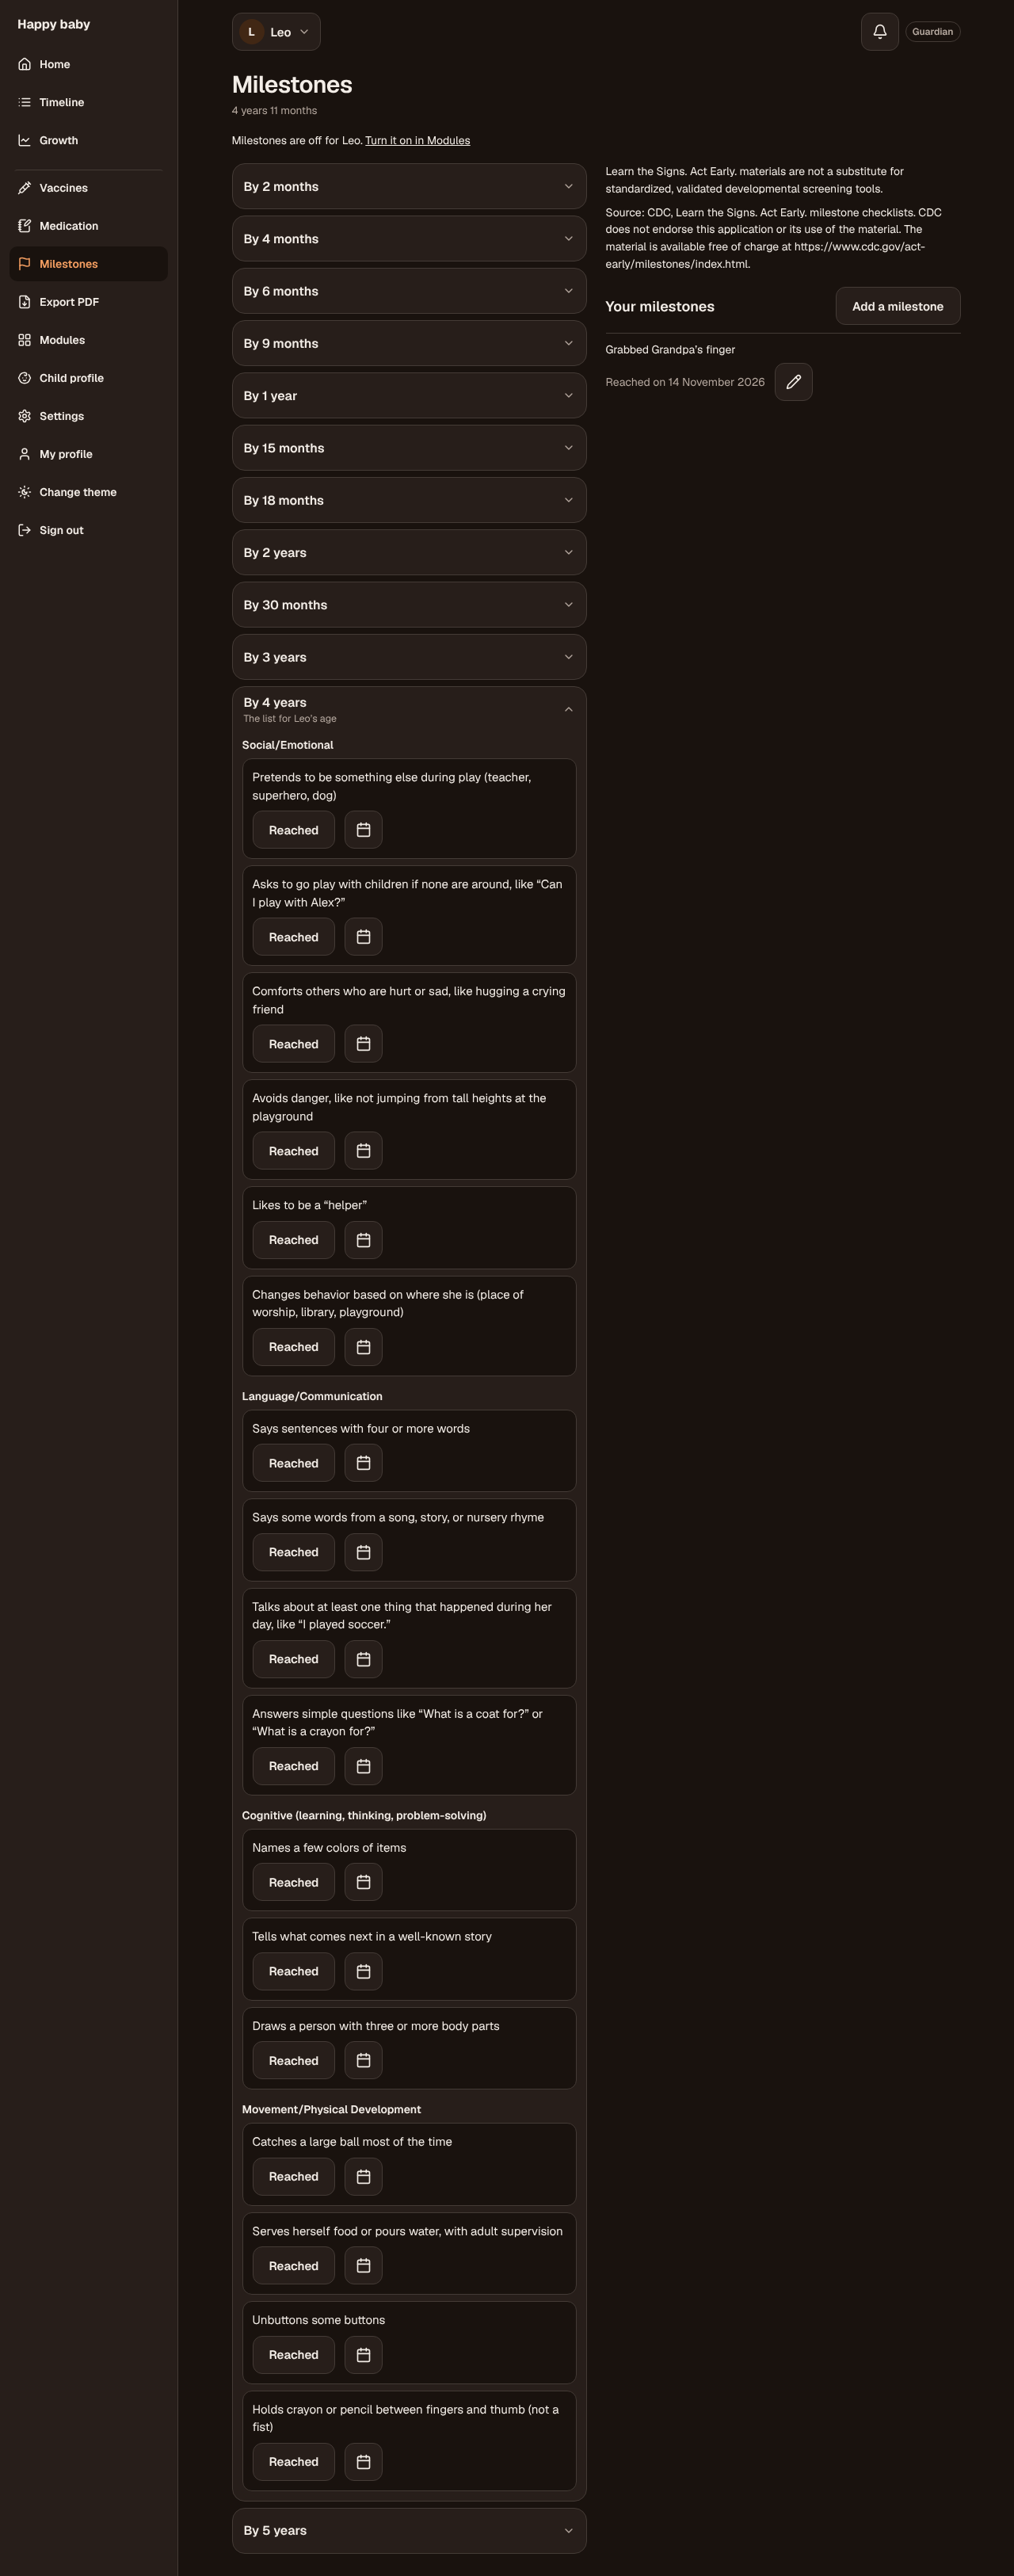 Happy baby
Home
Timeline
Growth
Vaccines
Medication
Milestones
Export PDF
Modules
Child profile
Settings
My profile
Change theme
Sign out
L Leo
Guardian
Milestones
4 years 11 months
Milestones are off for Leo. Turn it on in Modules
By 2 months
By 4 months
By 6 months
By 9 months
By 1 year
By 15 months
By 18 months
By 2 years
By 30 months
By 3 years
By 4 years
The list for Leo's age
Social/Emotional
Pretends to be something else during play (teacher,
superhero, dog)
Reached
Asks to go play with children if none are around, like “Can
I play with Alex?”
Reached
Comforts others who are hurt or sad, like hugging a crying
friend
Reached
Avoids danger, like not jumping from tall heights at the
playground
Reached
Likes to be a “helper”
Reached
Changes behavior based on where she is (place of
worship, library, playground)
Reached
Language/Communication
Says sentences with four or more words
Reached
Says some words from a song, story, or nursery rhyme
Reached
Talks about at least one thing that happened during her
day, like “I played soccer.”
Reached
Answers simple questions like “What is a coat for?” or
“What is a crayon for?”
Reached
Cognitive (learning, thinking, problem-solving)
Names a few colors of items
Reached
Tells what comes next in a well-known story
Reached
Draws a person with three or more body parts
Reached
Movement/Physical Development
Catches a large ball most of the time
Reached
Serves herself food or pours water, with adult supervision
Reached
Unbuttons some buttons
Reached
Holds crayon or pencil between fingers and thumb (not a
fist)
Reached
By 5 years
Learn the Signs. Act Early. materials are not a substitute for
standardized, validated developmental screening tools.
Source: CDC, Learn the Signs. Act Early. milestone checklists. CDC
does not endorse this application or its use of the material. The
material is available free of charge at https://www.cdc.gov/act-
early/milestones/index.html.
Your milestones
Add a milestone
Grabbed Grandpa's finger
Reached on 14 November 2026